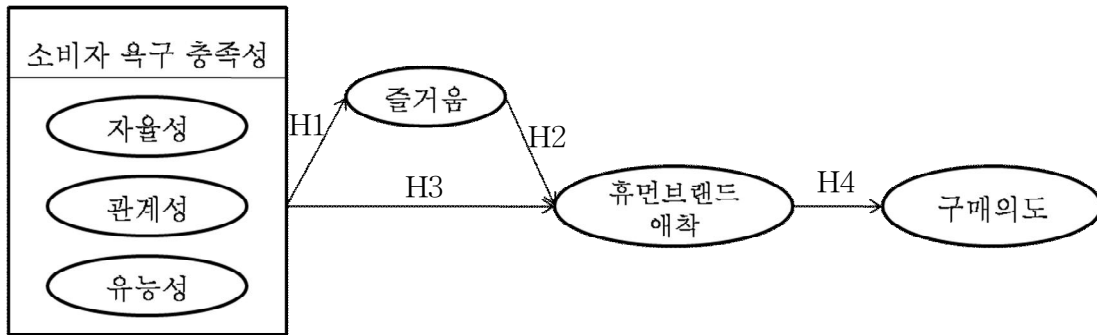 소비자 욕구 충족성
자율성
관계성
유능성
H1
즐거움
H2
H3
휴먼브랜드
애착
H4
구매의도